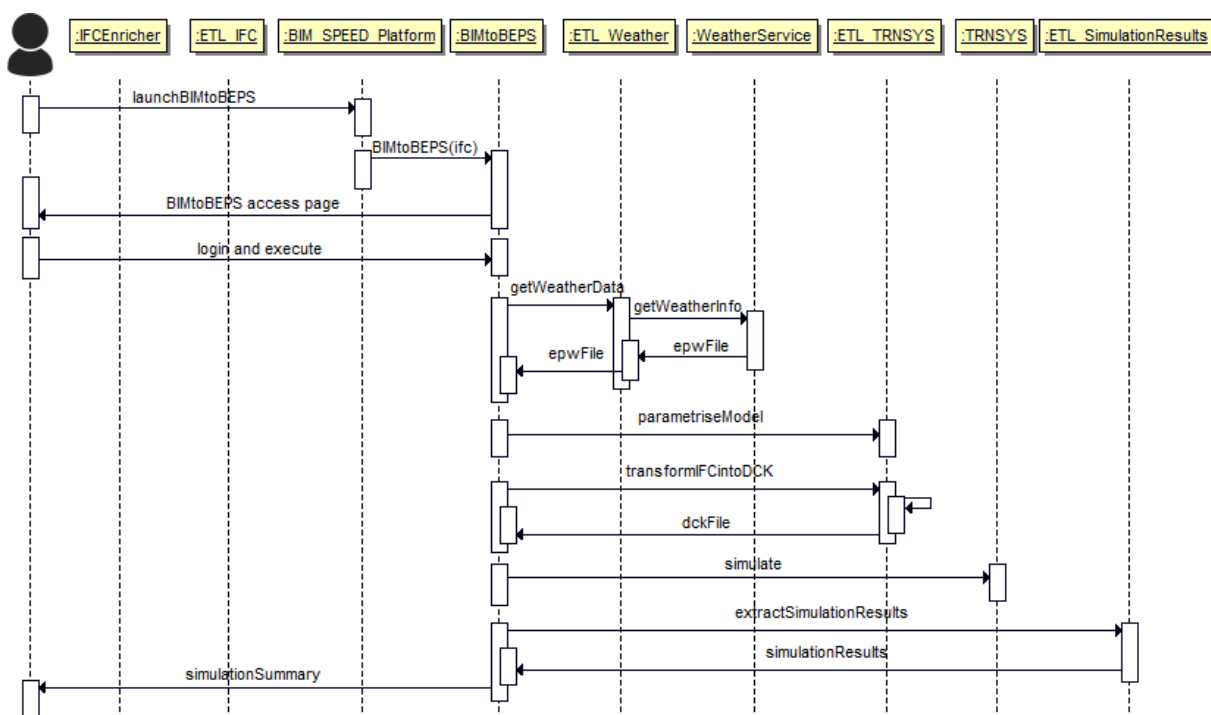 :IFCEnricher
:ETL_IFC
:BIM_SPEED_Platform
:BIMtoBEPS
:ETL_Weather
:WeatherService
:ETL_TRNSYS
:TRNSYS
:ETL_SimulationResults
launchBIMtoBEPS
BIMtoBEPS(ifc)
BIMtoBEPS access page
login and execute
getWeatherData
getWeatherInfo
epwFile
epwFile
parametriseModel
transformIFCintoDCK
dckFile
simulate
extractSimulationResults
simulationResults
simulationSummary